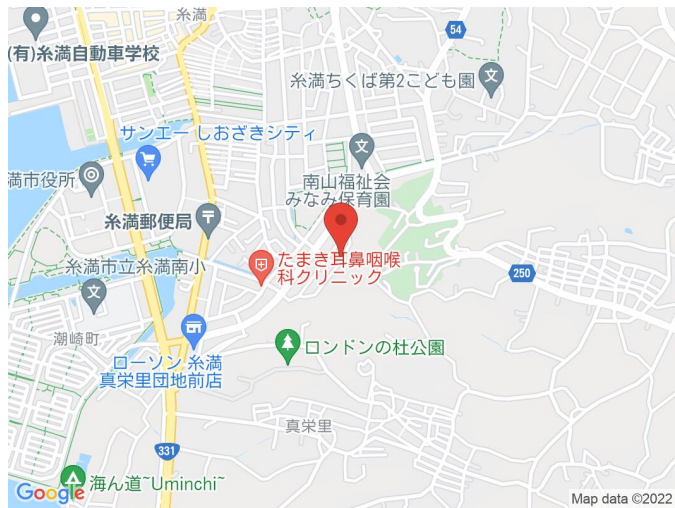 糸満
(有)糸満自動車学校
54
糸満ちくば第2こども園
サンエー しおざきシティ
満市役所
南山福祉会
みなみ保育園
糸満郵便局
たまき耳鼻咽喉
科クリニック
糸満市立糸満南小
250
潮崎町
ローソン 糸満
真栄里団地前店
ロンドンの杜公園
真栄里
331
海ん道~Uminchi~
Google
Map data ©2022